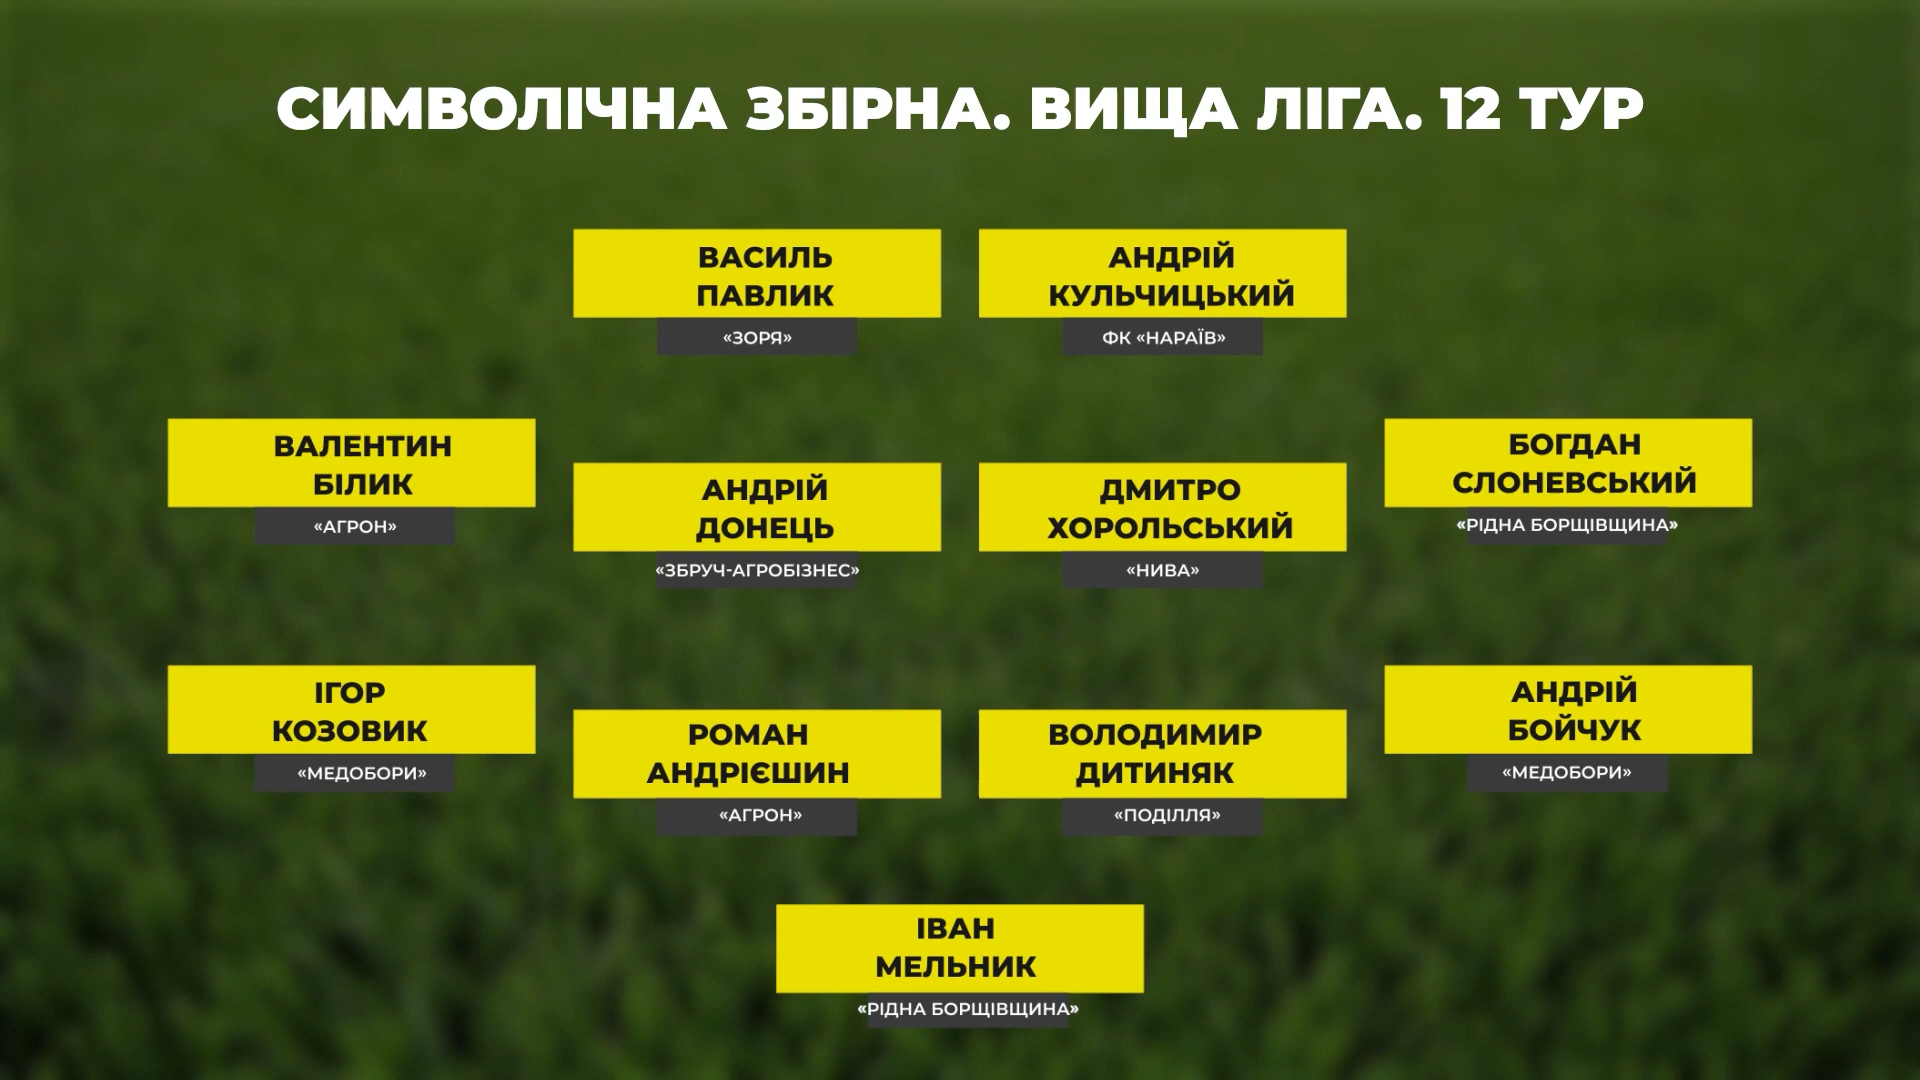 СИМВОЛІЧНА ЗБІРНА. ВИЩА ЛІГА. 12 ТУР
ВАСИЛЬ
ПАВЛИК
«ЗОРЯ»
АНДРІЙ
КУЛЬЧИЦЬКИЙ
ФК «НАРАЇВ»
ВАЛЕНТИН
БІЛИК
«АГРОН»
АНДРІЙ
ДОНЕЦЬ
«ЗБРУЧ-АГРОБІЗНЕС»
ДМИТРО
ХОРОЛЬСЬКИЙ
«НИВА»
БОГДАН
СЛОНЕВСЬКИЙ
«РІДНА БОРЩІВЩИНА»
ІГОР
КОЗОВИК
«МЕДОБОРИ»
РОМАН
АНДРІЄШИН
«АГРОН»
ВОЛОДИМИР
ДИТИНЯК
«ПОДІЛЛЯ»
АНДРІЙ
БОЙЧУК
«МЕДОБОРИ»
ІВАН
МЕЛЬНИК
«РІДНА БОРЩІВЩИНА»